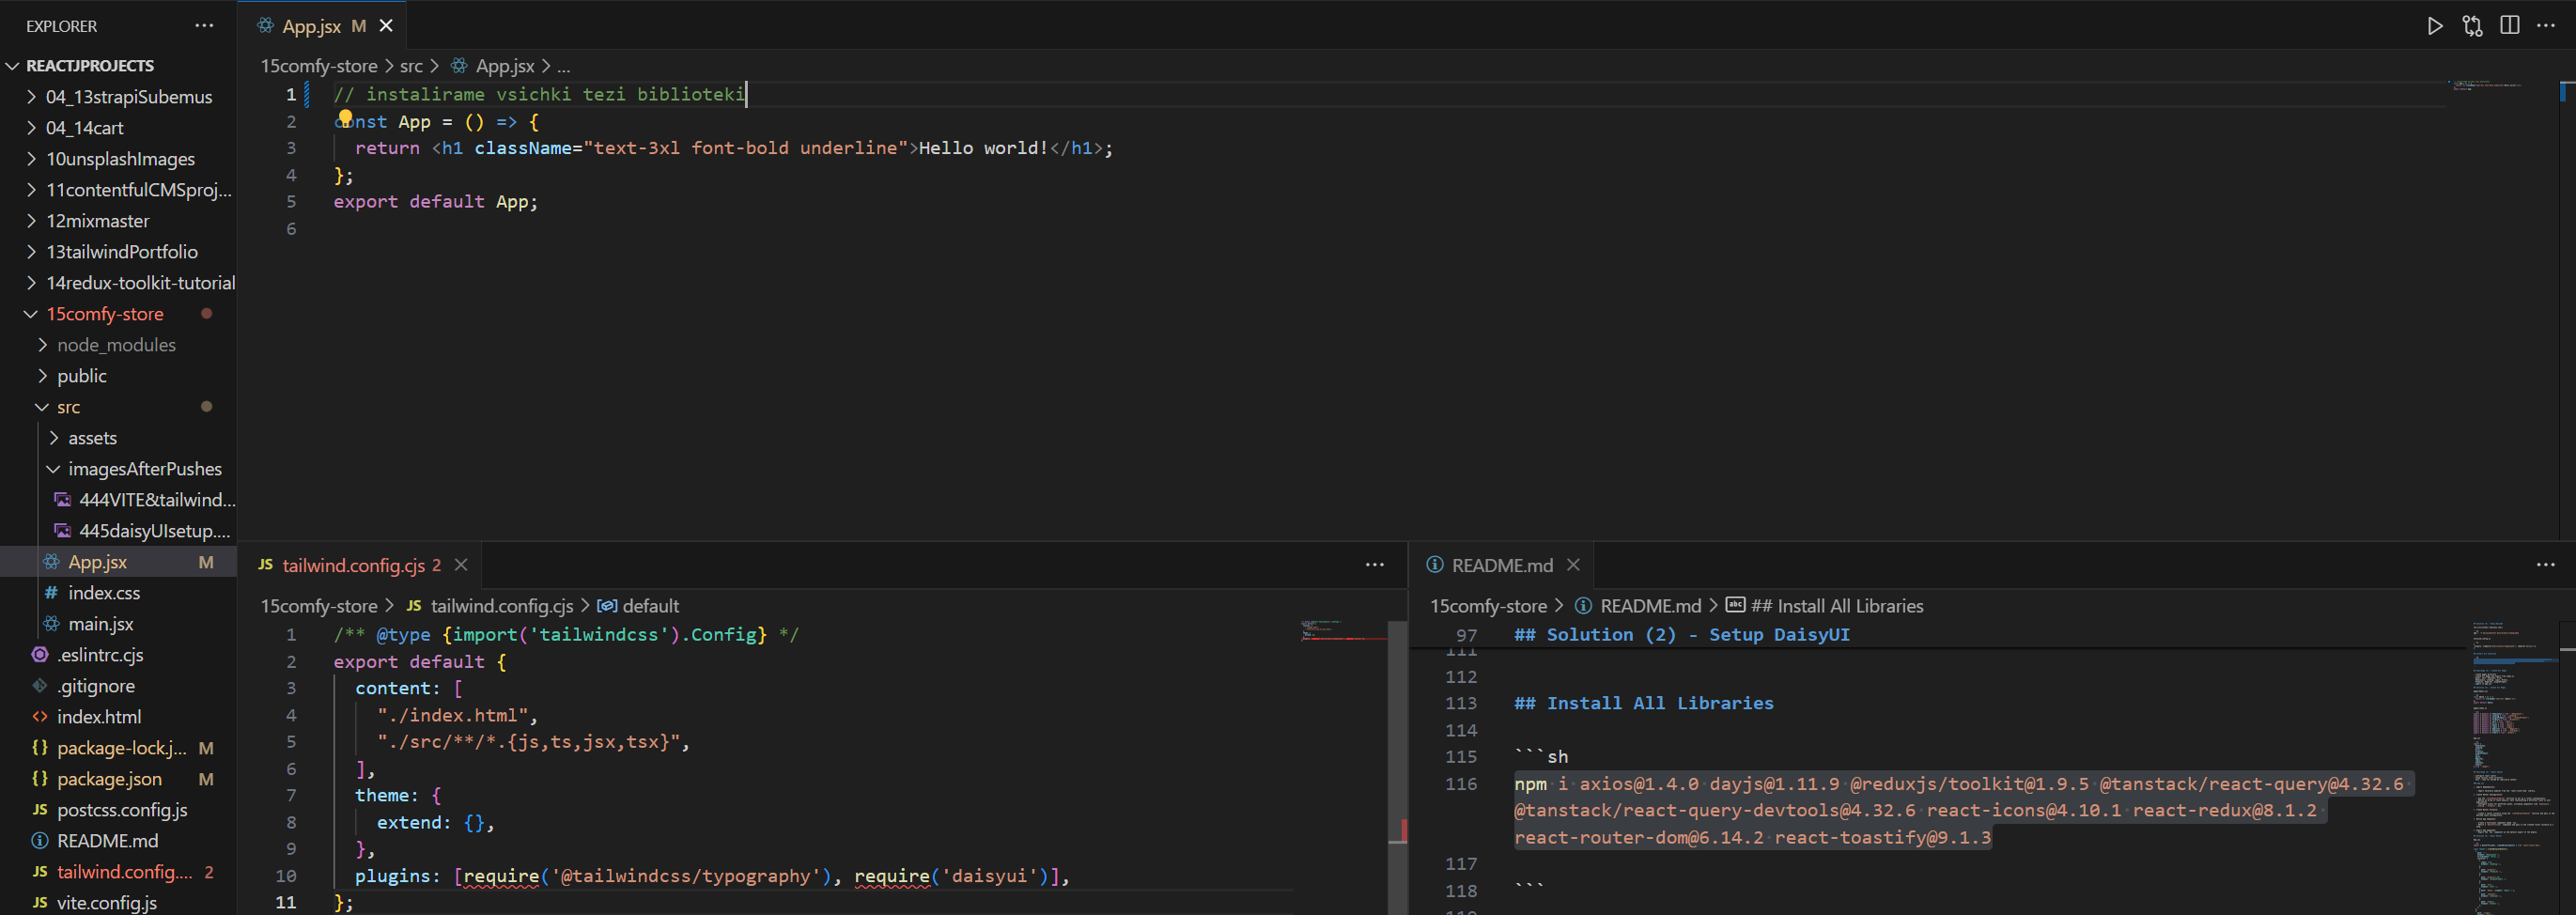 EXPLORER
REACTJPROJECTS
04_13strapiSubemus
04_14cart
10unsplashImages
11contentfulCMSproj...
12mixmaster
13tailwindPortfolio
14redux-toolkit-tutorial
15comfy-store
node_modules
public
src
assets
imagesAfterPushes
444VITE&tailwind...
445daisyUIsetup....
App.jsx M
index.css
main.jsx
.eslintrc.cjs
.gitignore
index.html
package-lock.j... M
package.json M
postcss.config.js
README.md
tailwind.config.... 2
vite.config.js
App.jsx M
15comfy-store > src > App.jsx > ...
1 // instalirame vsichki tezi biblioteki
2 const App = () => {
3 return <h1 className="text-3xl font-bold underline">Hello world!</h1>;
4 };
5 export default App;
6
tailwind.config.cjs 2
15comfy-store > tailwind.config.cjs > default
1 /** @type {import('tailwindcss').Config} */
2 export default {
3 content: [
4 "./index.html",
5 "./src/**/*.{js,ts,jsx,tsx}",
6 ],
7 theme: {
8 extend: {},
9 },
10 plugins: [require('@tailwindcss/typography'), require('daisyui')],
11 };
README.md
15comfy-store > README.md > ## Install All Libraries
97 ## Solution (2) - Setup DaisyUI
111
112
113 ## Install All Libraries
114
115 ```sh
116 npm i axios@1.4.0 dayjs@1.11.9 @reduxjs/toolkit@1.9.5 @tanstack/react-query@4.32.6
@tanstack/react-query-devtools@4.32.6 react-icons@4.10.1 react-redux@8.1.2
react-router-dom@6.14.2 react-toastify@9.1.3
117
118 ```